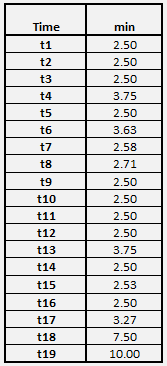 Time min
t1 2.50
t2 2.50
t3 2.50
t4 3.75
t5 2.50
t6 3.63
t7 2.58
t8 2.71
t9 2.50
t10 2.50
t11 2.50
t12 2.50
t13 3.75
t14 2.50
t15 2.53
t16 2.50
t17 3.27
t18 7.50
t19 10.00